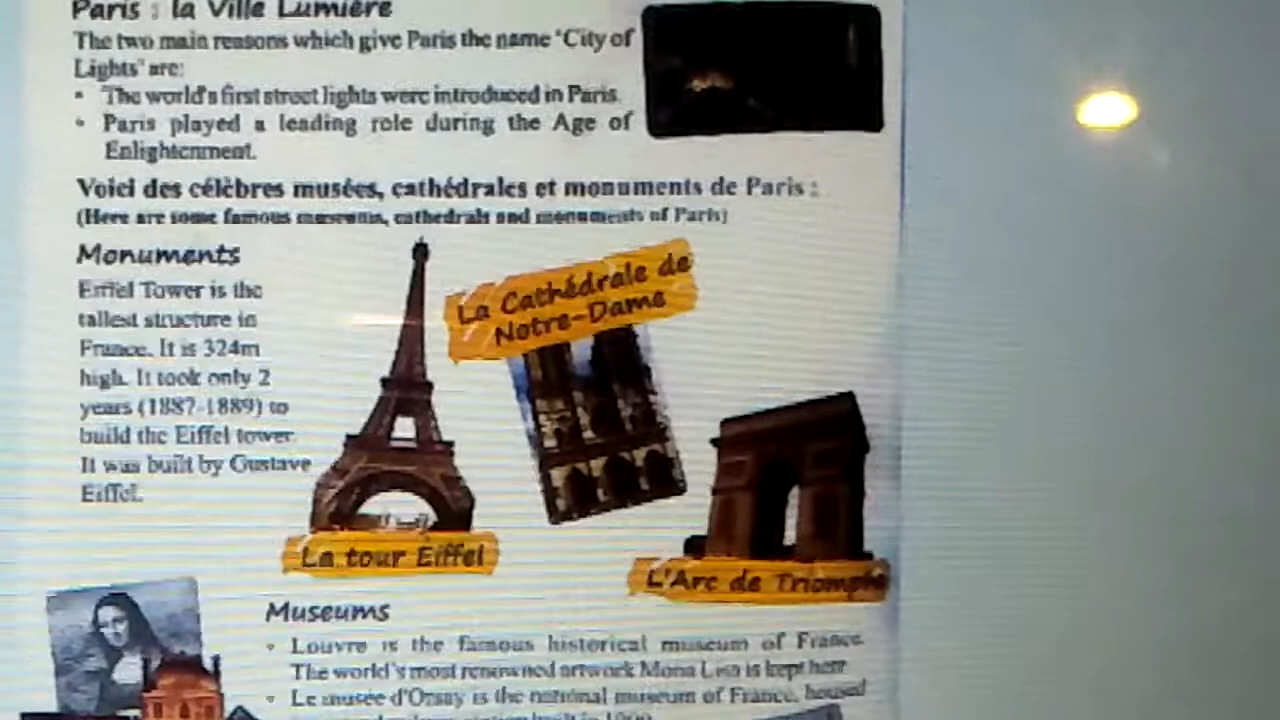 Paris : la Ville Lumière
The two main reasons which give Paris the name 'City of
Lights' are:
• The world's first street lights were introduced in Paris.
• Paris played a leading role during the Age of
Enlightenment.
Voici des célèbres musées, cathédrales et monuments de Paris :
(Here are some famous museums, cathedrals and monuments of Paris)
Monuments
Eiffel Tower is the
tallest structure in
France. It is 324m
high. It took only 2
years (1887-1889) to
build the Eiffel tower.
It was built by Gustave
Eiffel.
La Cathédrale de
Notre-Dame
La tour Eiffel
L'Arc de Triomphe
Museums
• Louvre is the famous historical museum of France.
The world's most renowned artwork Mona Lisa is kept here.
• Le musée d'Orsay is the national museum of France, housed
built in 1900